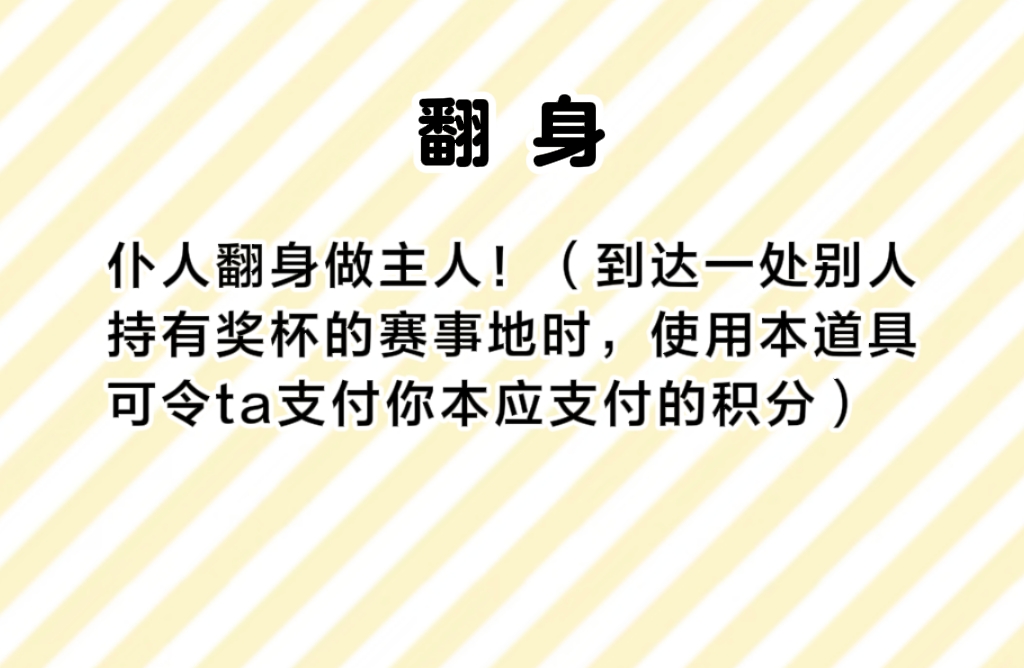 翻 身
仆人翻身做主人！（到达一处别人
持有奖杯的赛事地时，使用本道具
可令ta支付你本应支付的积分）